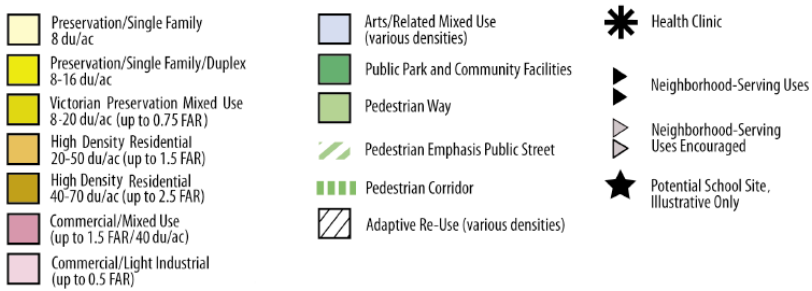 Preservation/Single Family
8 du/ac
Preservation/Single Family/Duplex
8-16 du/ac
Victorian Preservation Mixed Use
8-20 du/ac (up to 0.75 FAR)
High Density Residential
20-50 du/ac (up to 1.5 FAR)
High Density Residential
40-70 du/ac (up to 2.5 FAR)
Commercial/Mixed Use
(up to 1.5 FAR/40 du/ac)
Commercial/Light Industrial
(up to 0.5 FAR)
Arts/Related Mixed Use
(various densities)
Public Park and Community Facilities
Pedestrian Way
Pedestrian Emphasis Public Street
Pedestrian Corridor
Adaptive Re-Use (various densities)
Health Clinic
Neighborhood-Serving Uses
Neighborhood-Serving
Uses Encouraged
Potential School Site,
Illustrative Only